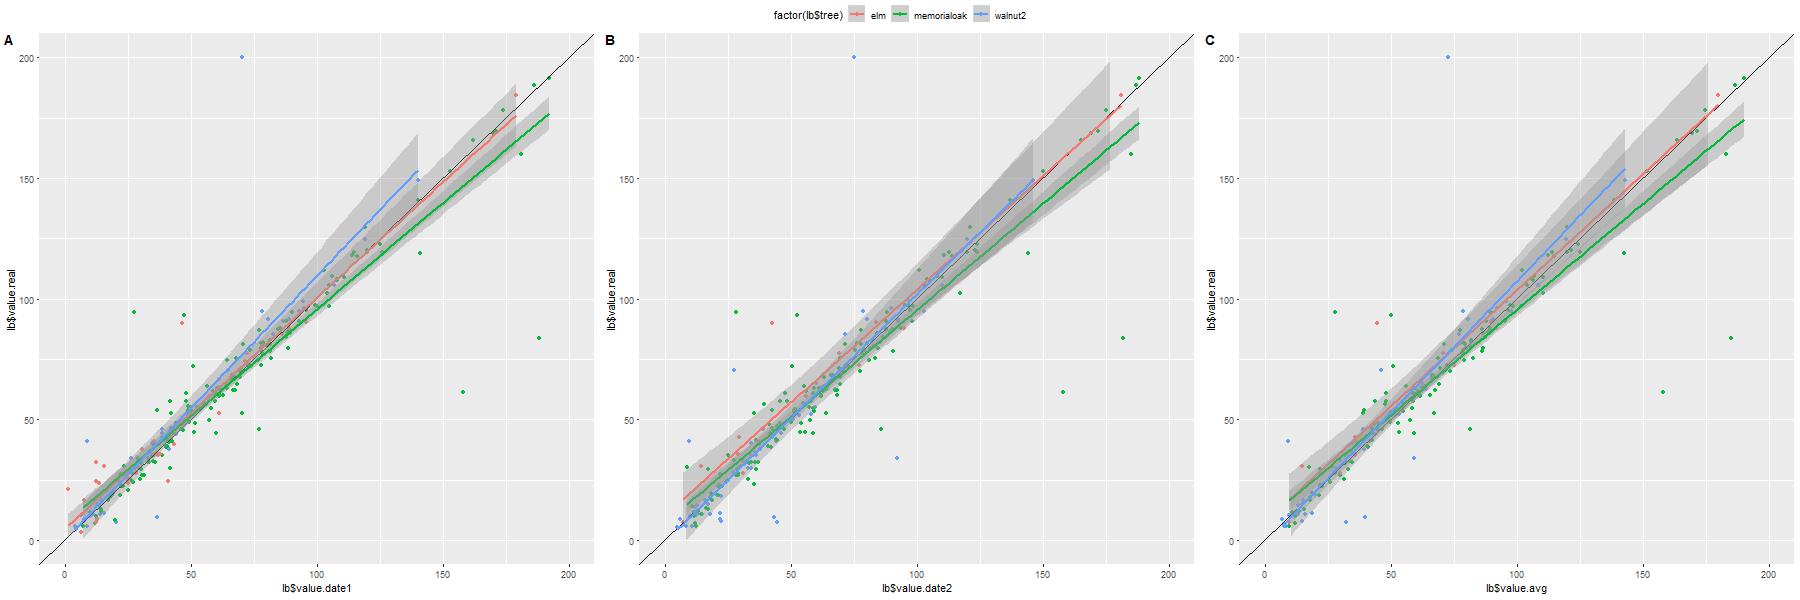 factor(lb$tree) elm memorialoak walnut2
A B C
200 200 200
150 150 150
100 100 100
50 50 50
0 0 0
lb$value.real lb$value.real lb$value.real
0 50 100 150 200 0 50 100 150 200 0 50 100 150 200
lb$value.date1 lb$value.date2 lb$value.avg